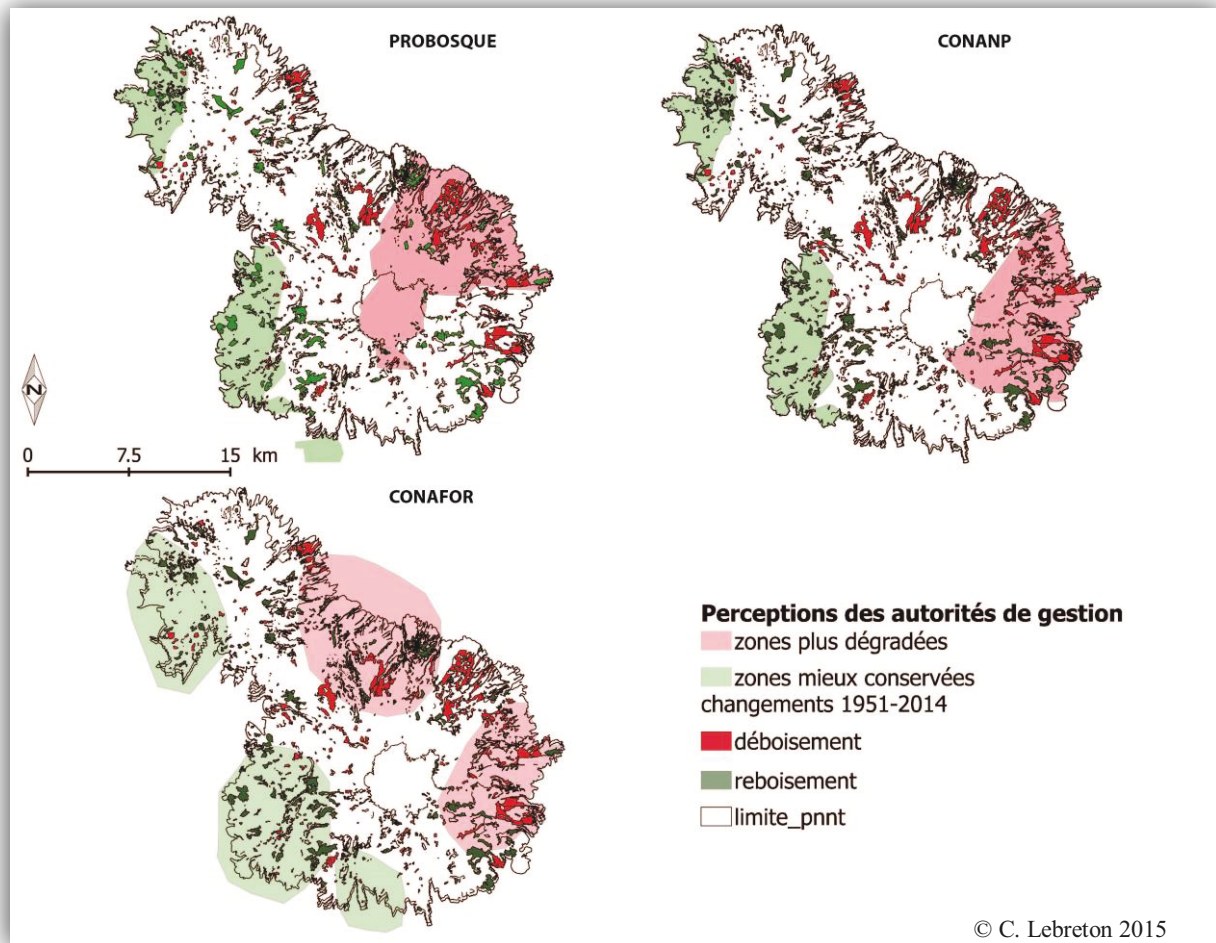 PROBOSQUE
CONANP
N
0 7.5 15 km
CONAFOR
Perceptions des autorités de gestion
zones plus dégradées
zones mieux conservées
changements 1951-2014
déboisement
reboisement
limite_pnnt
© C. Lebreton 2015